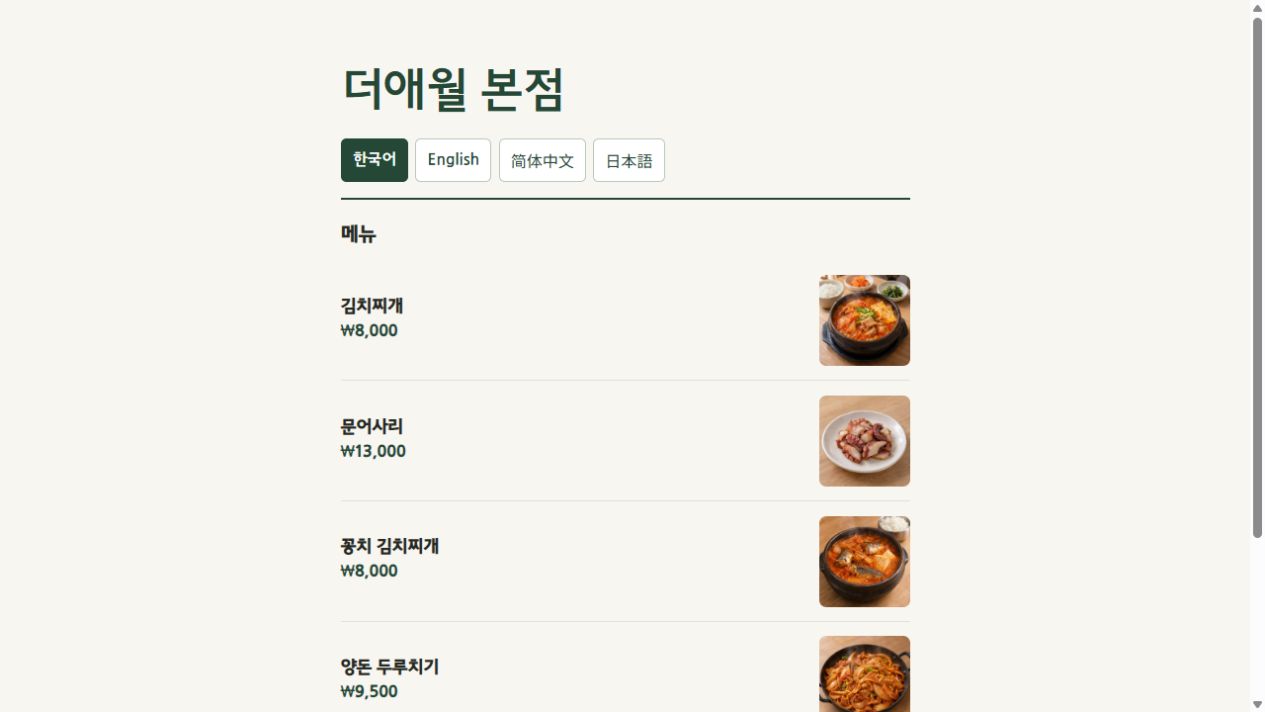 더애월 본점
한국어 English 简体中文 日本語
메뉴
김치찌개
₩8,000
문어사리
₩13,000
꽁치 김치찌개
₩8,000
양돈 두루치기
₩9,500